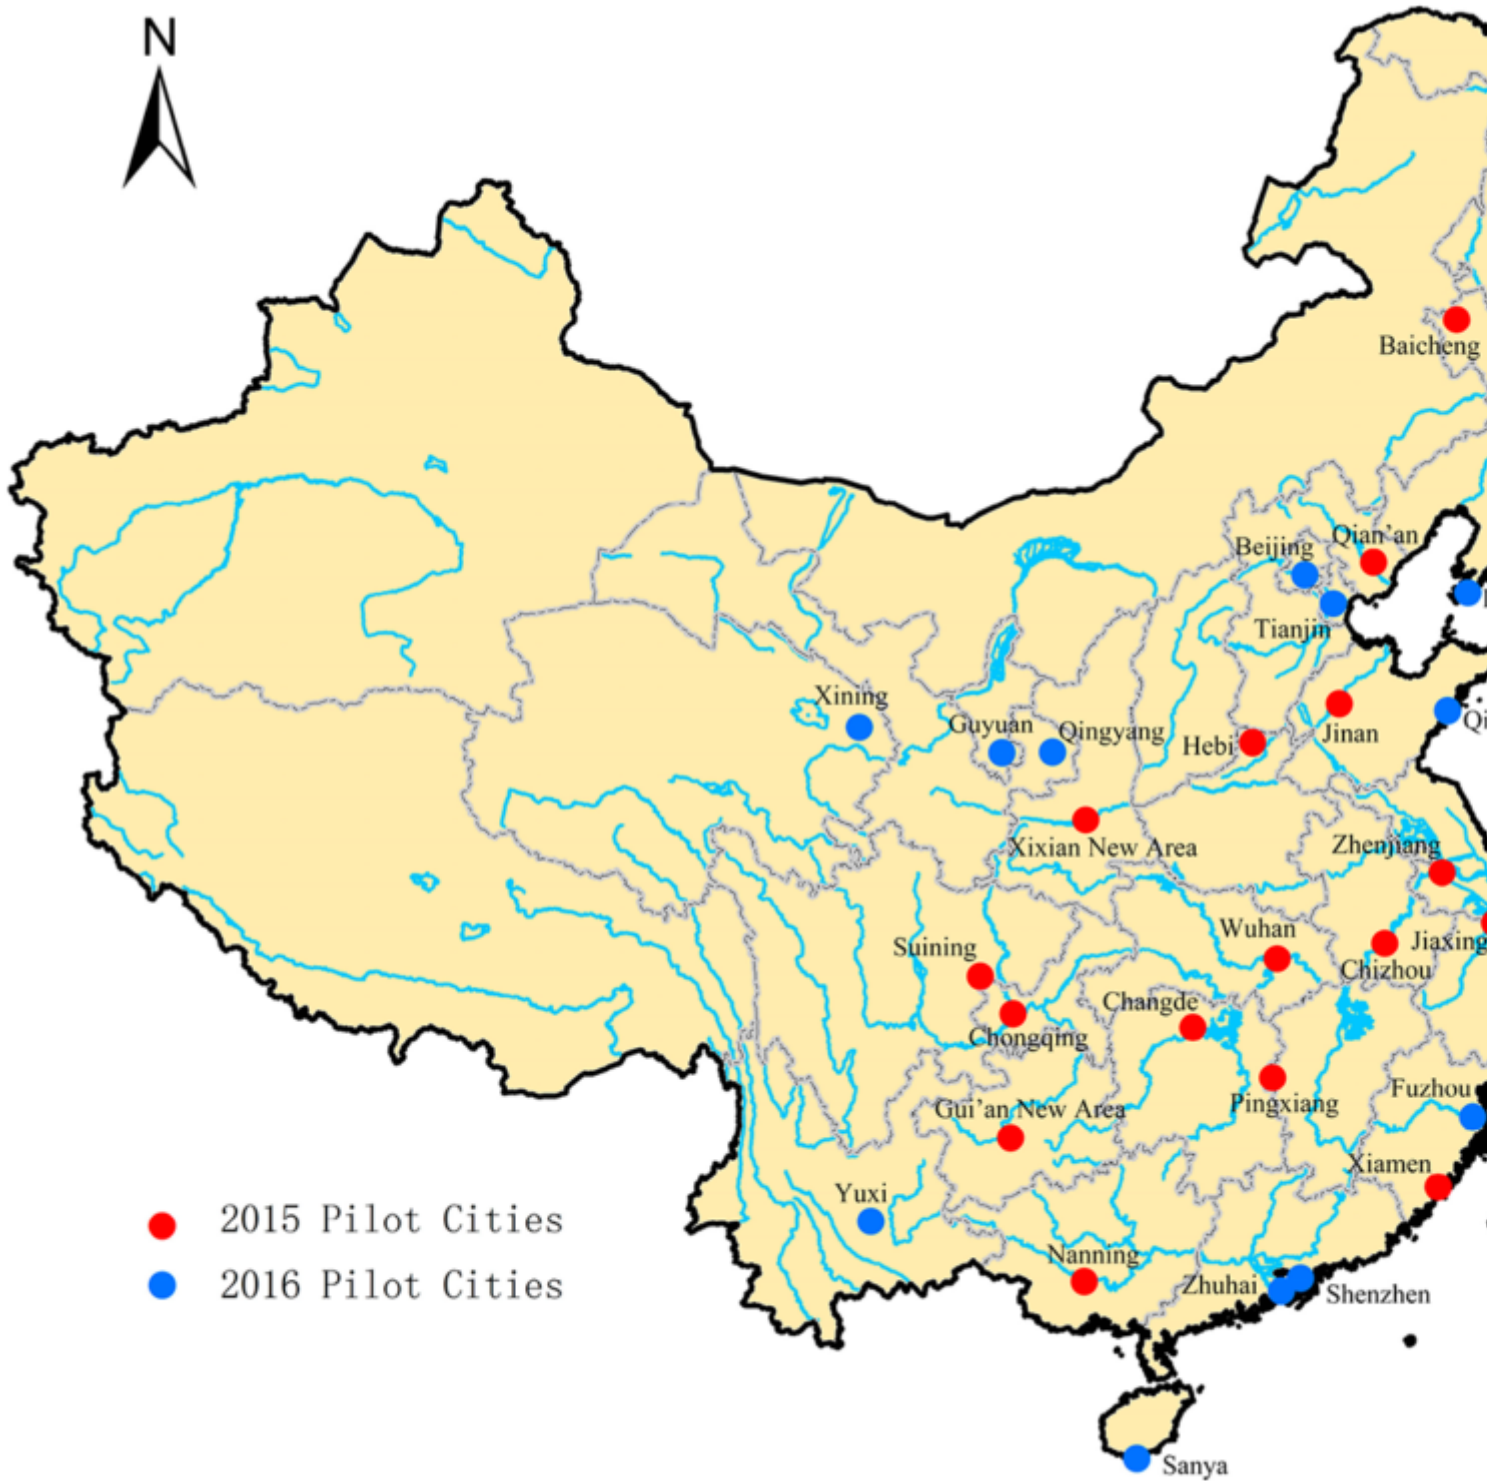 N
Baicheng
Qian'an
Beijing
Tianjin
Xining
Guyuan
Qingyang
Hebi
Jinan
Qi
Xixian New Area
Zhenjiang
Wuhan
Jiaxing
Suining
Chizhou
Changde
Chongqing
Pingxiang
Fuzhou
Gui'an New Area
Xiamen
Yuxi
2015 Pilot Cities
Nanning
2016 Pilot Cities
Zhuhai
Shenzhen
Sanya